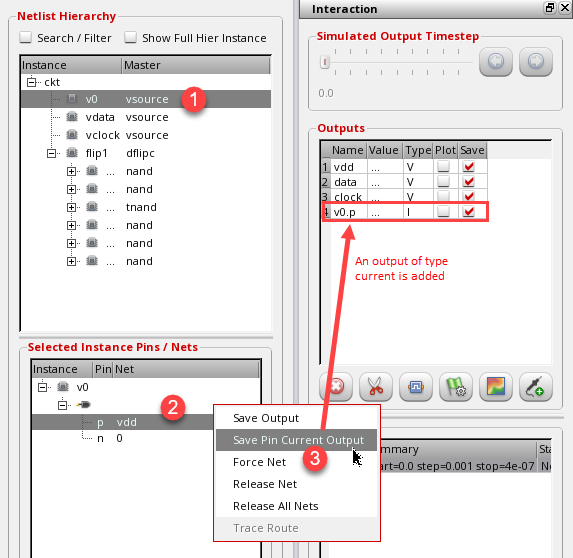 Netlist Hierarchy
Search / Filter Show Full Hier Instance
Instance Master
ckt
v0 vsource
1
vdata vsource
vclock vsource
flip1 dflipc
... nand
... nand
... tnand
... nand
... nand
... nand
Selected Instance Pins / Nets
Instance Pin Net
v0
2
p vdd
n 0
Save Output
Save Pin Current Output
Force Net
3
Release Net
Release All Nets
Trace Route
Interaction
Simulated Output Timestep
0.0
Outputs
Name Value Type Plot Save
1 vdd ... V
2 data ... V
3 clock ... V
4 v0.p ... I
An output of type
current is added
mmary Sta
art=0.0 step=0.001 stop=4e-07 No